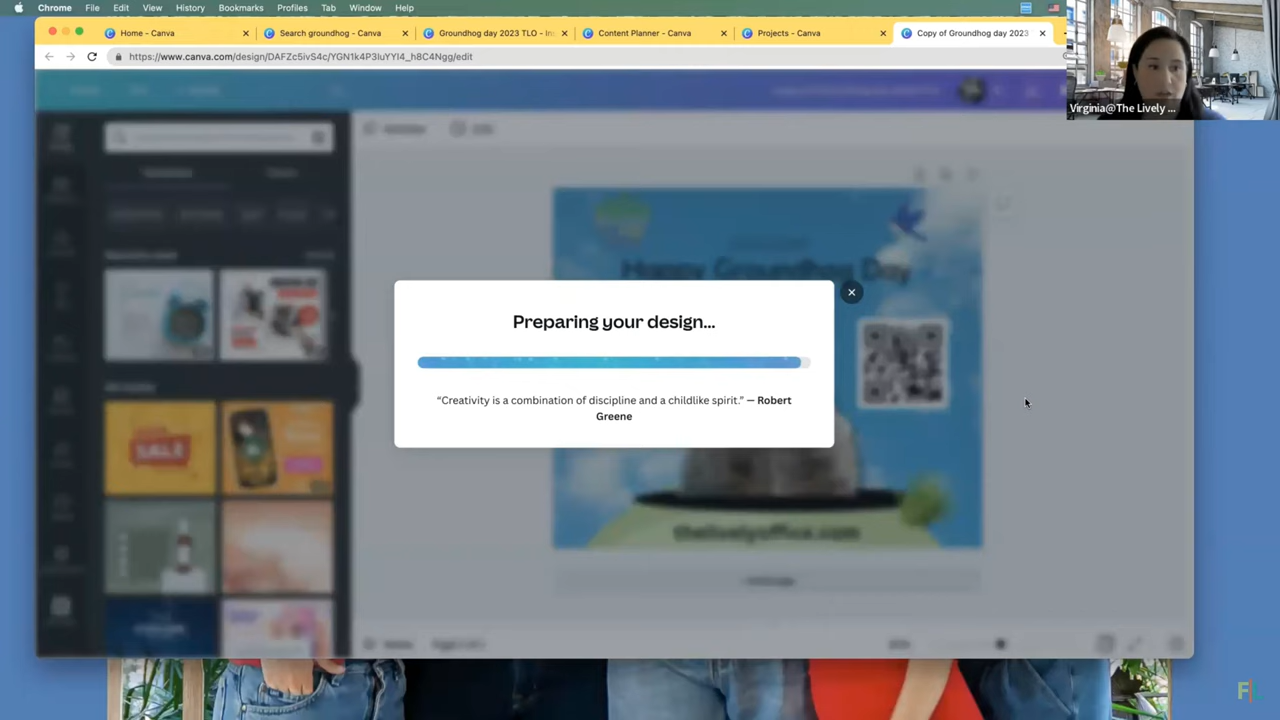 Chrome File Edit View History Bookmarks Profiles Tab Window Help
Home - Canva
Search groundhog - Canva
Groundhog day 2023 TLO - In
Content Planner - Canva
Projects - Canva
Copy of Groundhog day 2023
https://www.canva.com/design/DAFZc5ivS4c/YGN1k4P3luYYI4_h8C4Ngg/edit
Virginia@The Lively ...
Happy Groundhog Day
Preparing your design...
“Creativity is a combination of discipline and a childlike spirit.” — Robert
Greene
SALE
thelivelyoffice.com
F L